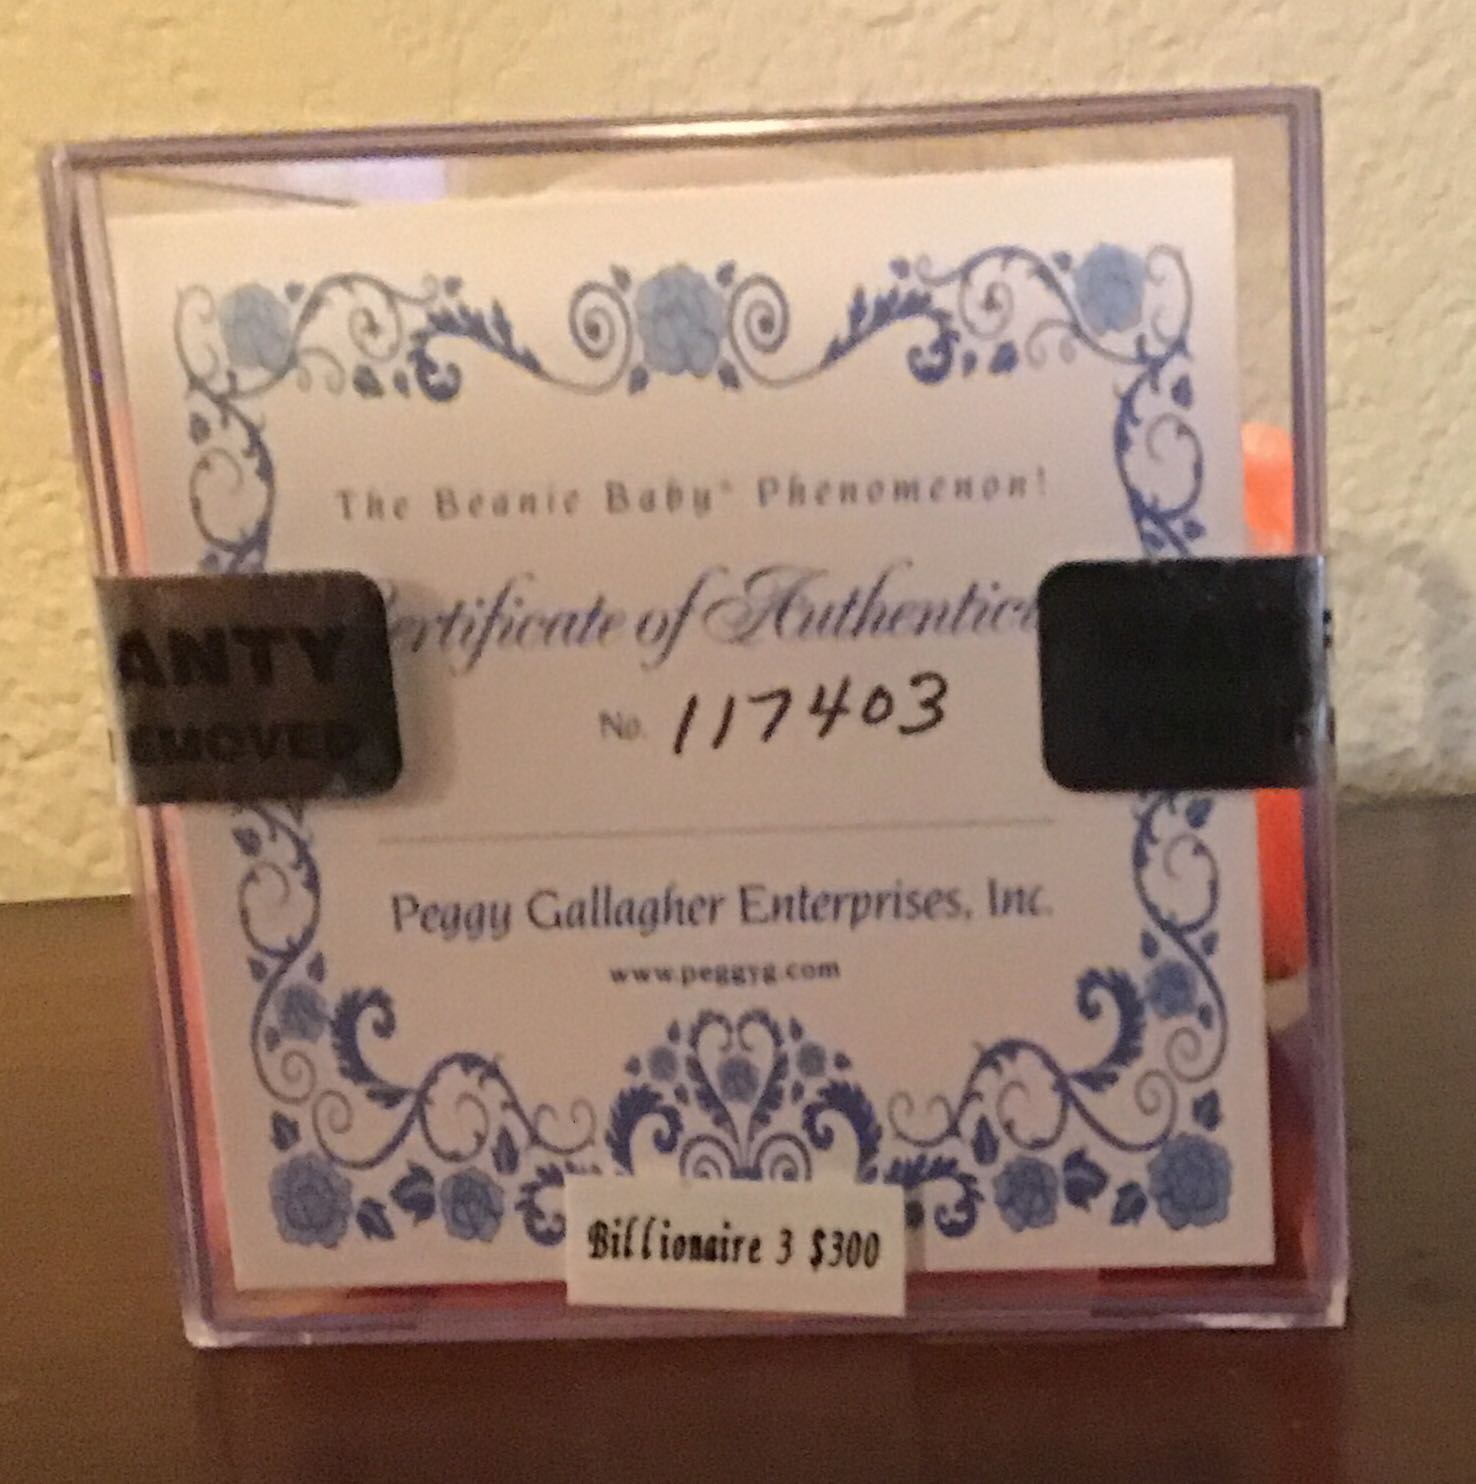 The Beanie Baby® Phenomenon!
ertificate of Authentic
No. 117403
ANTY
EMOVED
Peggy Gallagher Enterprises, Inc.
www.peggyg.com
Billionaire 3 $300